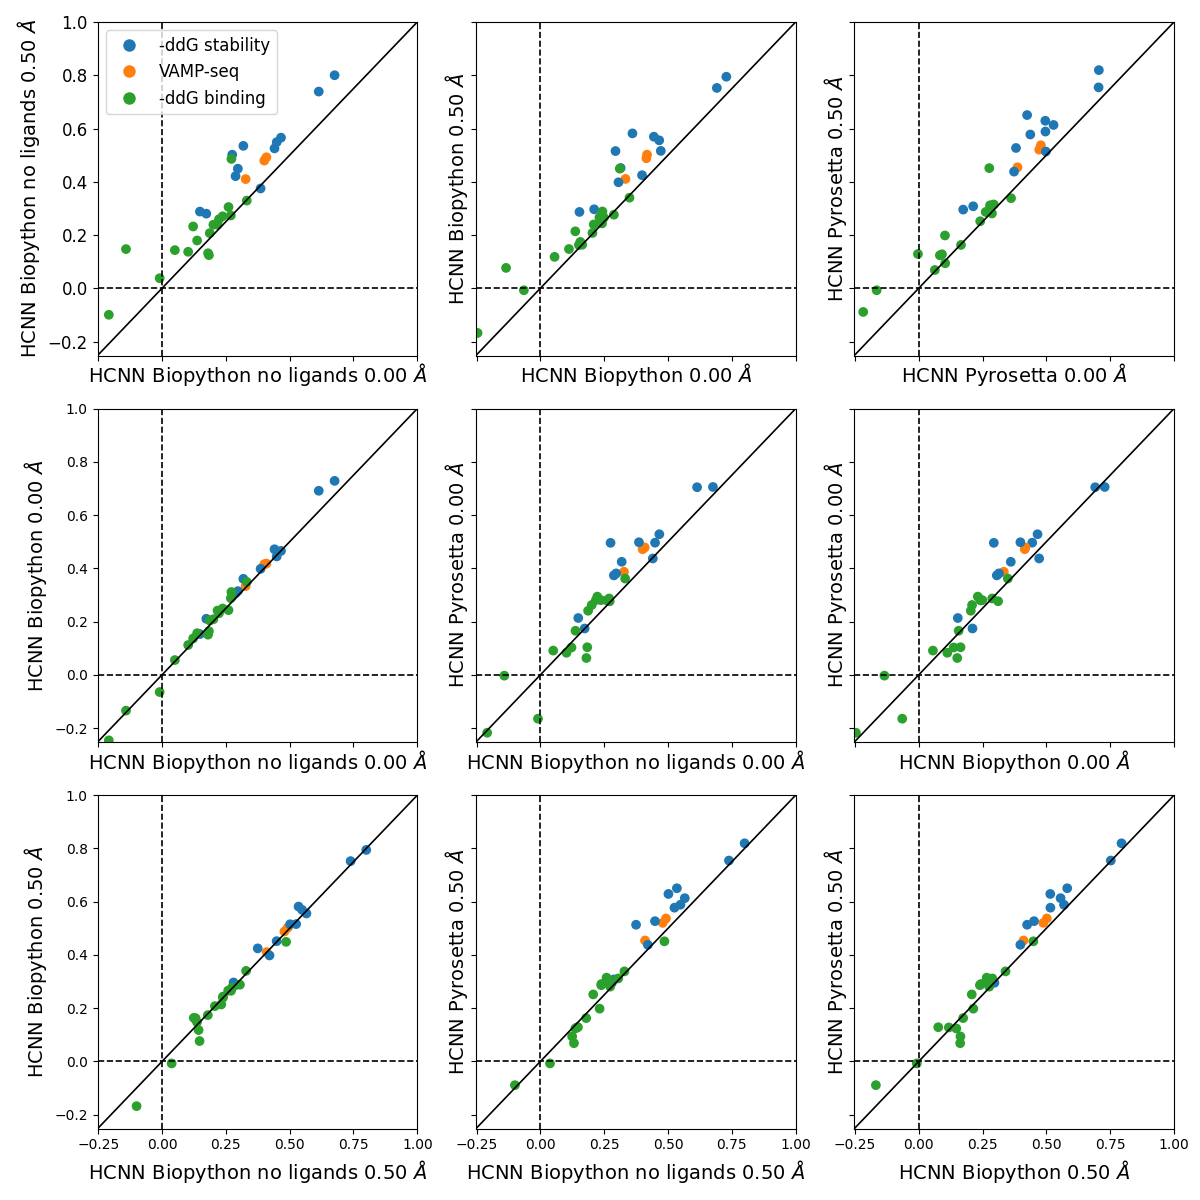 HCNN Biopython no ligands 0.50 Å
1.0
0.8
0.6
0.4
0.2
0.0
−0.2
-ddG stability
VAMP-seq
-ddG binding
HCNN Biopython no ligands 0.00 Å
HCNN Biopython 0.50 Å
HCNN Biopython 0.00 Å
HCNN Pyrosetta 0.50 Å
HCNN Pyrosetta 0.00 Å
HCNN Biopython 0.00 Å
1.0
0.8
0.6
0.4
0.2
0.0
−0.2
HCNN Biopython no ligands 0.00 Å
HCNN Pyrosetta 0.00 Å
HCNN Biopython no ligands 0.00 Å
HCNN Pyrosetta 0.00 Å
HCNN Biopython 0.00 Å
HCNN Biopython 0.50 Å
1.0
0.8
0.6
0.4
0.2
0.0
−0.2
−0.25 0.00 0.25 0.50 0.75 1.00
HCNN Biopython no ligands 0.50 Å
HCNN Pyrosetta 0.50 Å
−0.25 0.00 0.25 0.50 0.75 1.00
HCNN Biopython no ligands 0.50 Å
HCNN Pyrosetta 0.50 Å
−0.25 0.00 0.25 0.50 0.75 1.00
HCNN Biopython 0.50 Å